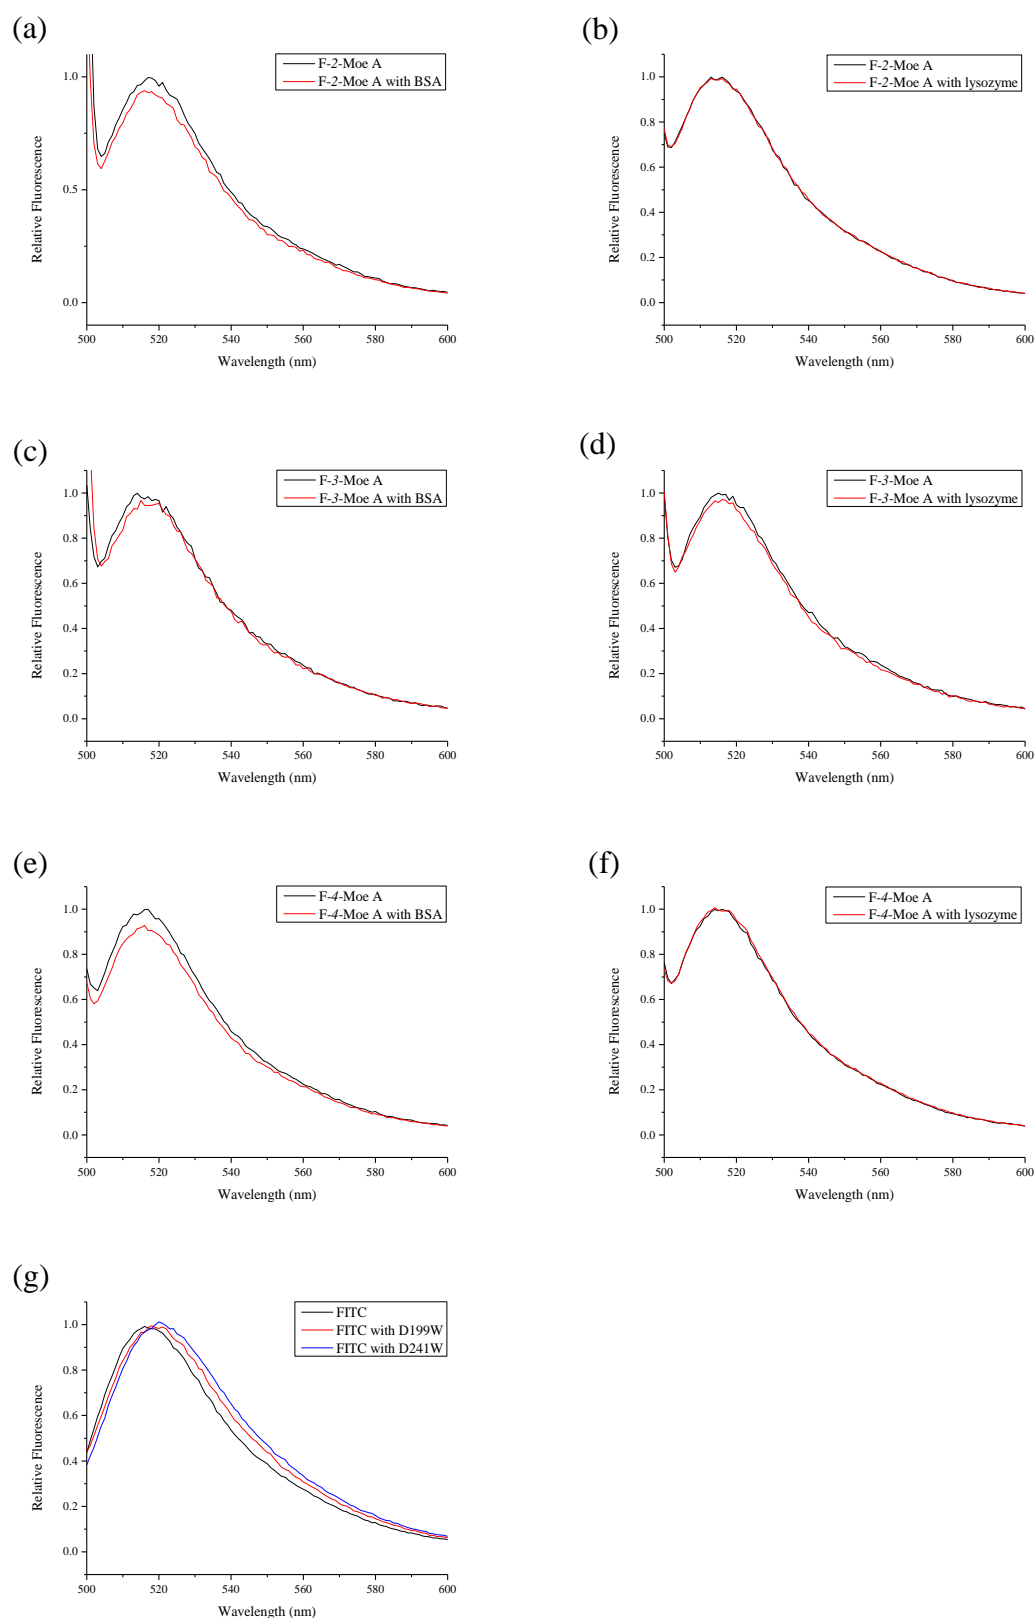 (a)
F-2-Moe A
F-2-Moe A with BSA
1.0
0.5
0.0
Relative Fluorescence
500 520 540 560 580 600
Wavelength (nm)
(b)
F-2-Moe A
F-2-Moe A with lysozyme
1.0
0.8
0.6
0.4
0.2
0.0
Relative Fluorescence
500 520 540 560 580 600
Wavelength (nm)
(c)
F-3-Moe A
F-3-Moe A with BSA
1.0
0.8
0.6
0.4
0.2
0.0
Relative Fluorescence
500 520 540 560 580 600
Wavelength (nm)
(d)
F-3-Moe A
F-3-Moe A with lysozyme
1.0
0.8
0.6
0.4
0.2
0.0
Relative Fluorescence
500 520 540 560 580 600
Wavelength (nm)
(e)
F-4-Moe A
F-4-Moe A with BSA
1.0
0.8
0.6
0.4
0.2
0.0
Relative Fluorescence
500 520 540 560 580 600
Wavelength (nm)
(f)
F-4-Moe A
F-4-Moe A with lysozyme
1.0
0.8
0.6
0.4
0.2
0.0
Relative Fluorescence
500 520 540 560 580 600
Wavelength (nm)
(g)
FITC
FITC with D199W
FITC with D241W
1.0
0.8
0.6
0.4
0.2
0.0
Relative Fluorescence
500 520 540 560 580 600
Wavelength (nm)